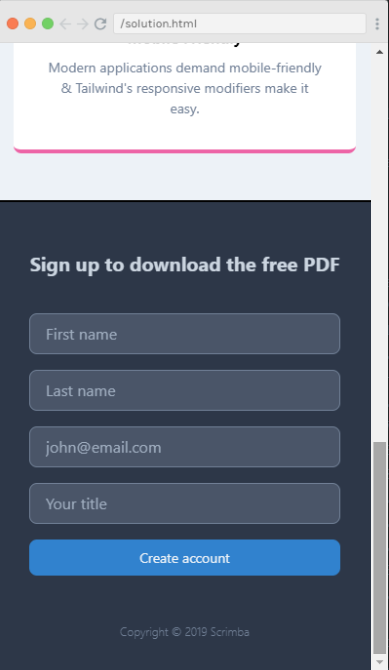 /solution.html
Modern applications demand mobile-friendly
& Tailwind's responsive modifiers make it
easy.
Sign up to download the free PDF
First name
Last name
john@email.com
Your title
Create account
Copyright © 2019 Scrimba